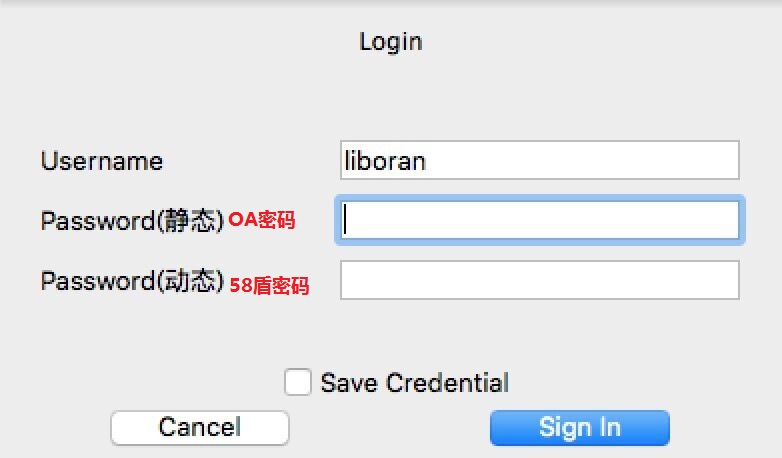 Login
Username liboran
Password(静态) OA密码
Password(动态) 58盾密码
Save Credential
Cancel Sign In